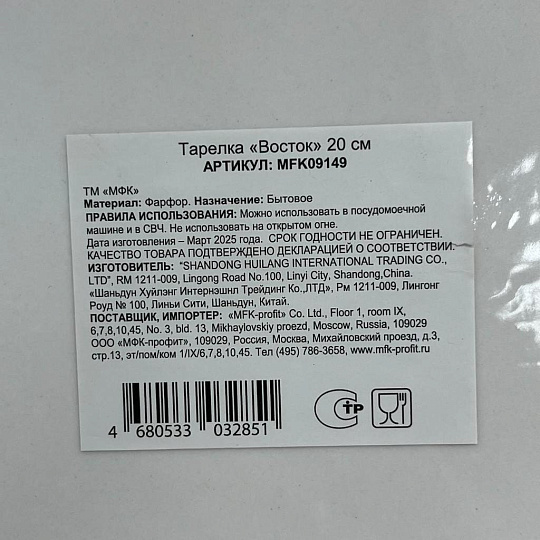 Тарелка «Восток» 20 см
АРТИКУЛ: MFK09149
ТМ «МФК»
Материал: Фарфор. Назначение: Бытовое
ПРАВИЛА ИСПОЛЬЗОВАНИЯ: Можно использовать в посудомоечной
машине и в СВЧ. Не использовать на открытом огне.
Дата изготовления – Март 2025 года. СРОК ГОДНОСТИ НЕ ОГРАНИЧЕН.
КАЧЕСТВО ТОВАРА ПОДТВЕРЖДЕНО ДЕКЛАРАЦИЕЙ О СООТВЕТСТВИИ.
ИЗГОТОВИТЕЛЬ: "SHANDONG HUILANG INTERNATIONAL TRADING CO.,
LTD", RM 1211-009, Lingong Road No.100, Linyi City, Shandong,China.
«Шаньдун Хуйлэнг Интернэшнл Трейдинг Ко.,ЛТД», Рм 1211-009, Лингонг
Роуд № 100, Линьи Сити, Шаньдун, Китай.
ПОСТАВЩИК, ИМПОРТЕР: «MFK-profit» Co. Ltd., Floor 1, room IX,
6,7,8,10,45, No. 3, bld. 13, Mikhaylovskiy proezd, Moscow, Russia, 109029
ООО «МФК-профит», 109029, Россия, Москва, Михайловский проезд, д.3,
стр.13, эт/пом/ком 1/IX/6,7,8,10,45. Тел (495) 786-3658, www.mfk-profit.ru
4 680533 032851
СТР